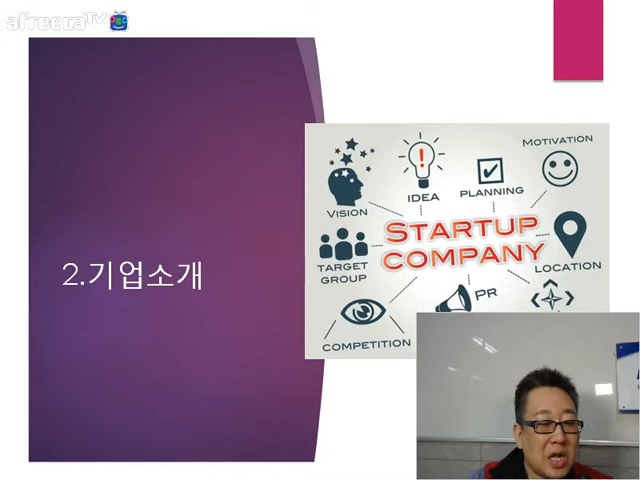 afreecaTV
2.기업소개
MOTIVATION
IDEA
PLANNING
VISION
STARTUP
COMPANY
TARGET
GROUP
LOCATION
PR
COMPETITION